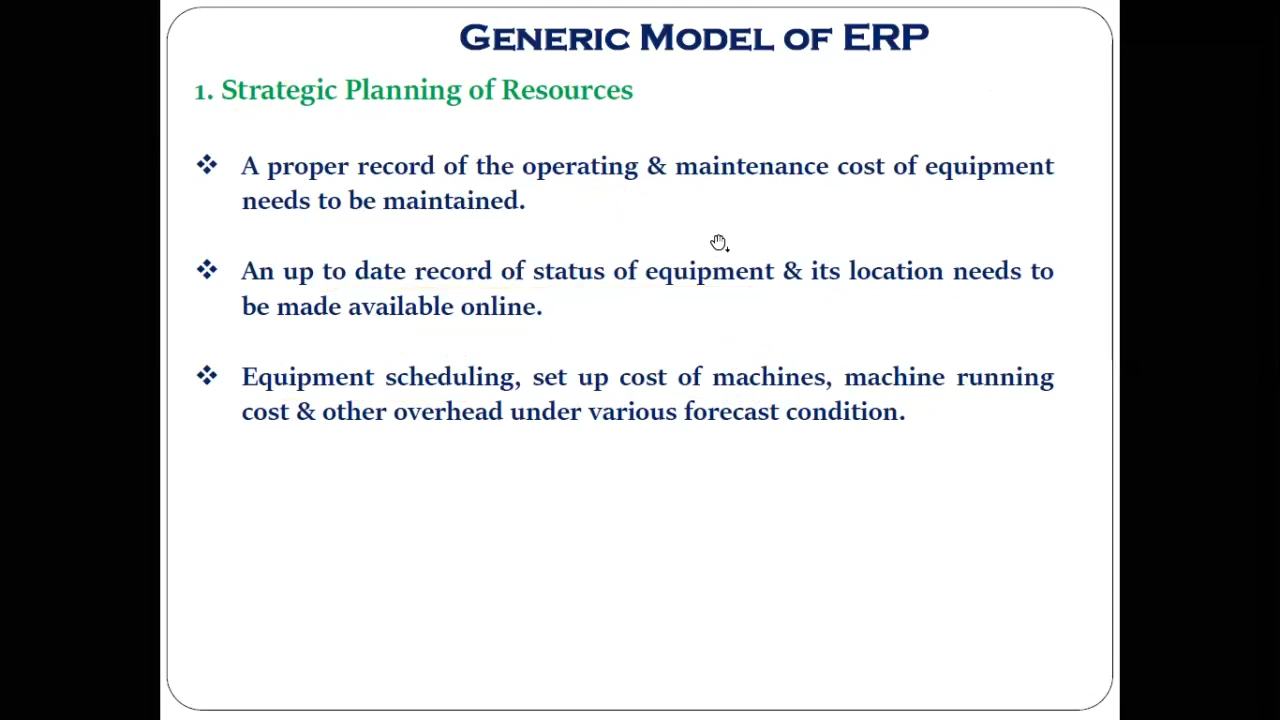 GENERIC MODEL OF ERP
1. Strategic Planning of Resources
❖ A proper record of the operating & maintenance cost of equipment
needs to be maintained.
❖ An up to date record of status of equipment & its location needs to
be made available online.
❖ Equipment scheduling, set up cost of machines, machine running
cost & other overhead under various forecast condition.